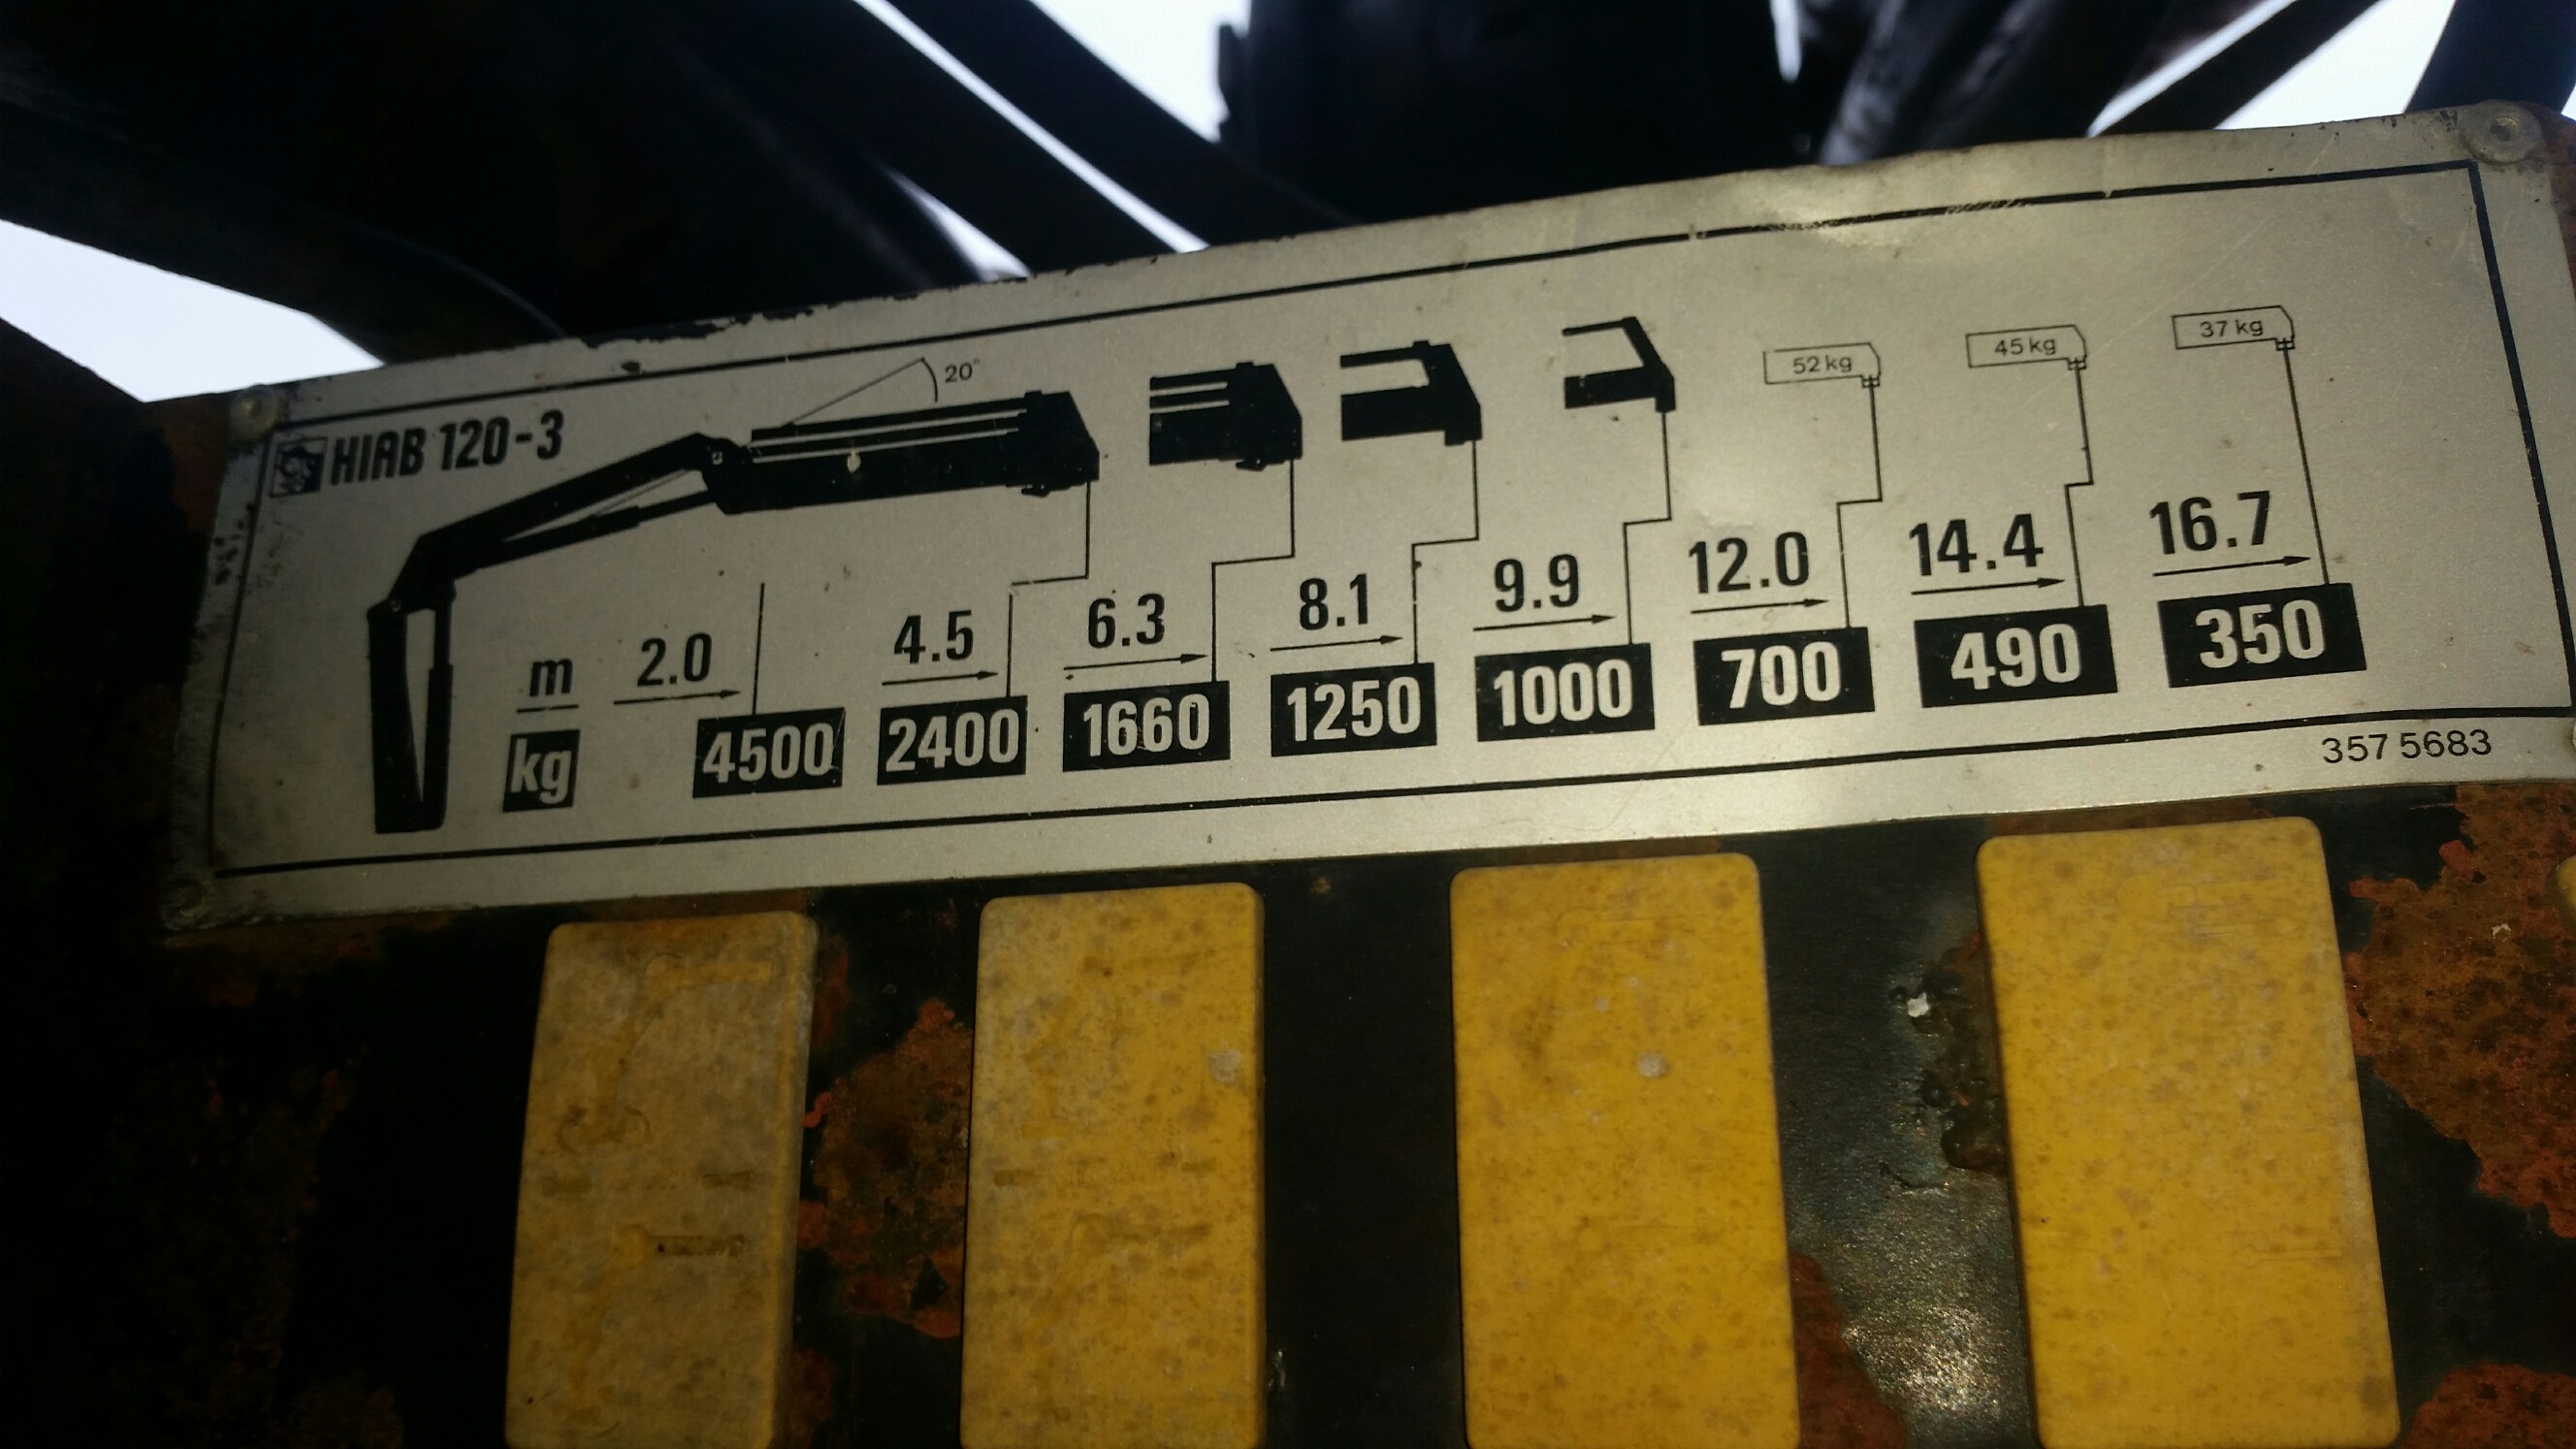 HIAB 120-3
20°
52 kg
45 kg
37 kg
m 2.0 4.5 6.3 8.1 9.9 12.0 14.4 16.7
kg 4500 2400 1660 1250 1000 700 490 350
357 5683